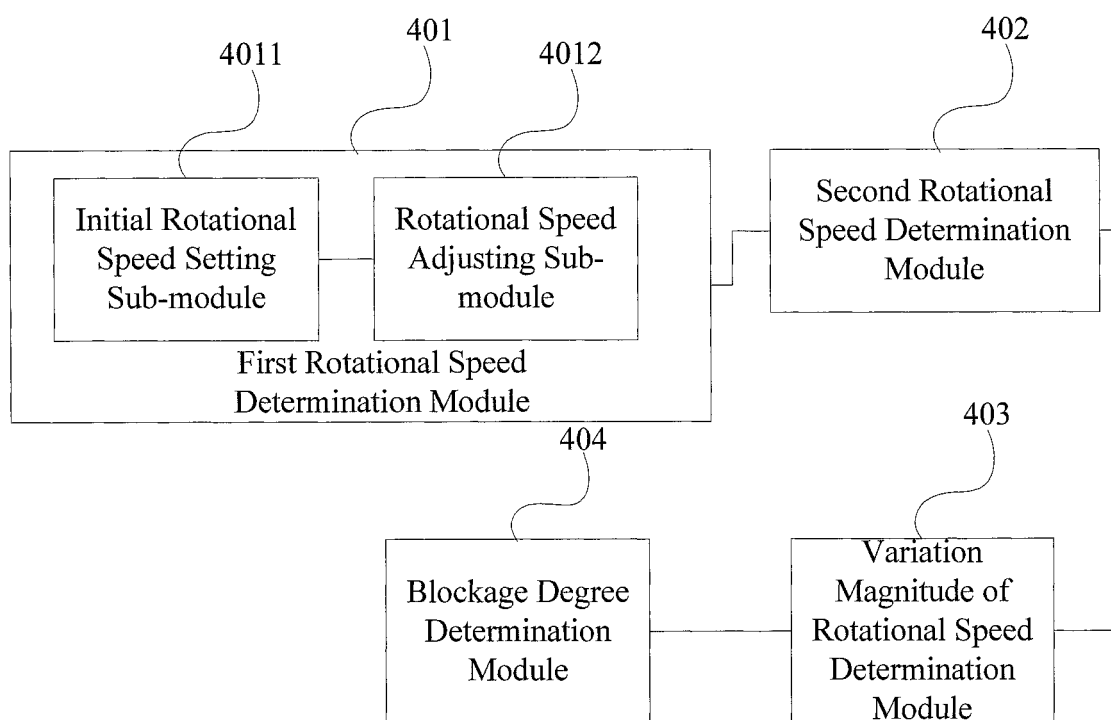 401
4011
4012
402
Initial Rotational
Speed Setting
Sub-module
Rotational Speed
Adjusting Sub-
module
First Rotational Speed
Determination Module
Second Rotational
Speed Determination
Module
404
403
Blockage Degree
Determination
Module
Variation
Magnitude of
Rotational Speed
Determination
Module